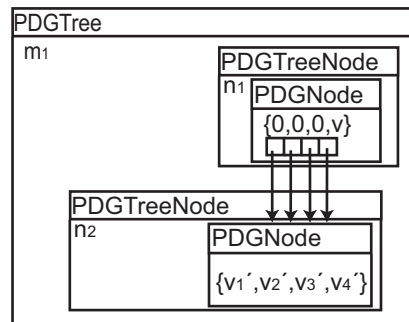 PDGTree
m1
PDGTreeNode
n1
PDGNode
{0,0,0,v}
PDGTreeNode
n2
PDGNode
{v1´,v2´,v3´,v4´}